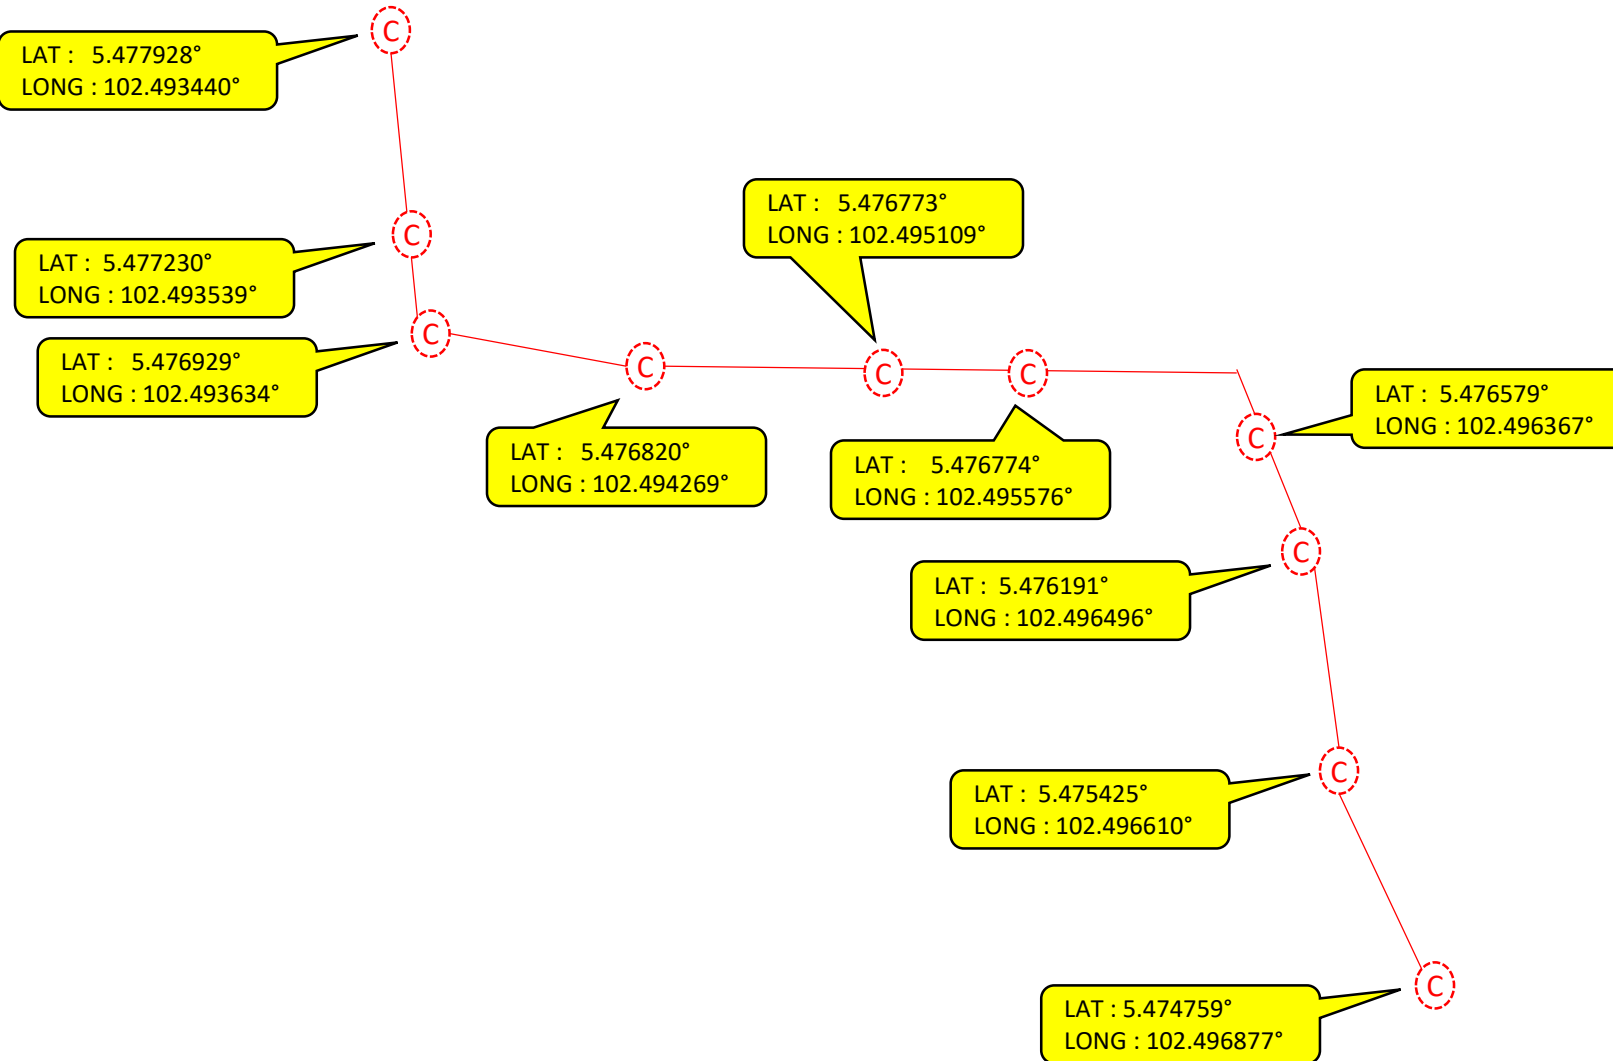 C
LAT :   5.477928°
LONG : 102.493440°
C
LAT :  5.477230°
LONG : 102.493539°
C
LAT :   5.476929°
LONG : 102.493634°
C
LAT :   5.476820°
LONG : 102.494269°
LAT :   5.476773°
LONG : 102.495109°
C
C
LAT :    5.476774°
LONG : 102.495576°
C
LAT :  5.476579°
LONG : 102.496367°
C
LAT :  5.476191°
LONG : 102.496496°
C
LAT :  5.475425°
LONG : 102.496610°
C
LAT : 5.474759°
LONG : 102.496877°